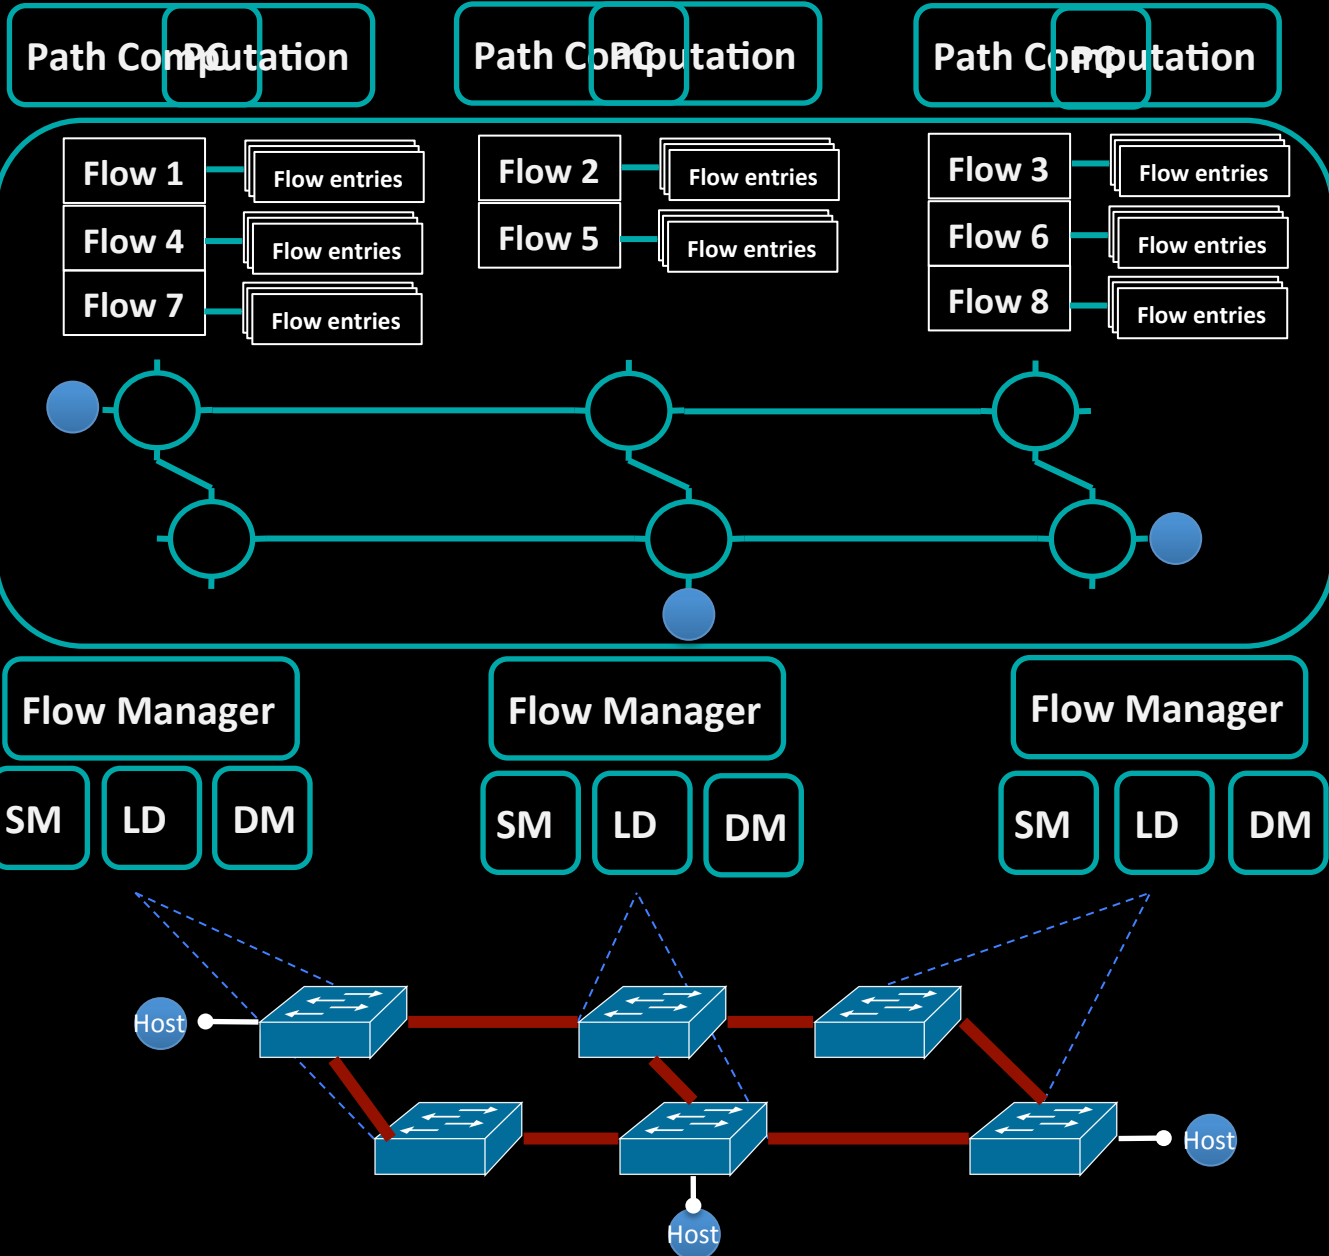 Path Computation
PC
Path Computation
PC
Path Computation
PC
Flow 1
Flow entries
Flow 2
Flow entries
Flow 3
Flow entries
Flow 4
Flow entries
Flow 5
Flow entries
Flow 6
Flow entries
Flow 7
Flow entries
Flow 8
Flow entries
Flow Manager
Flow Manager
Flow Manager
SM
LD
DM
SM
LD
DM
SM
LD
DM
Host
Host
Host